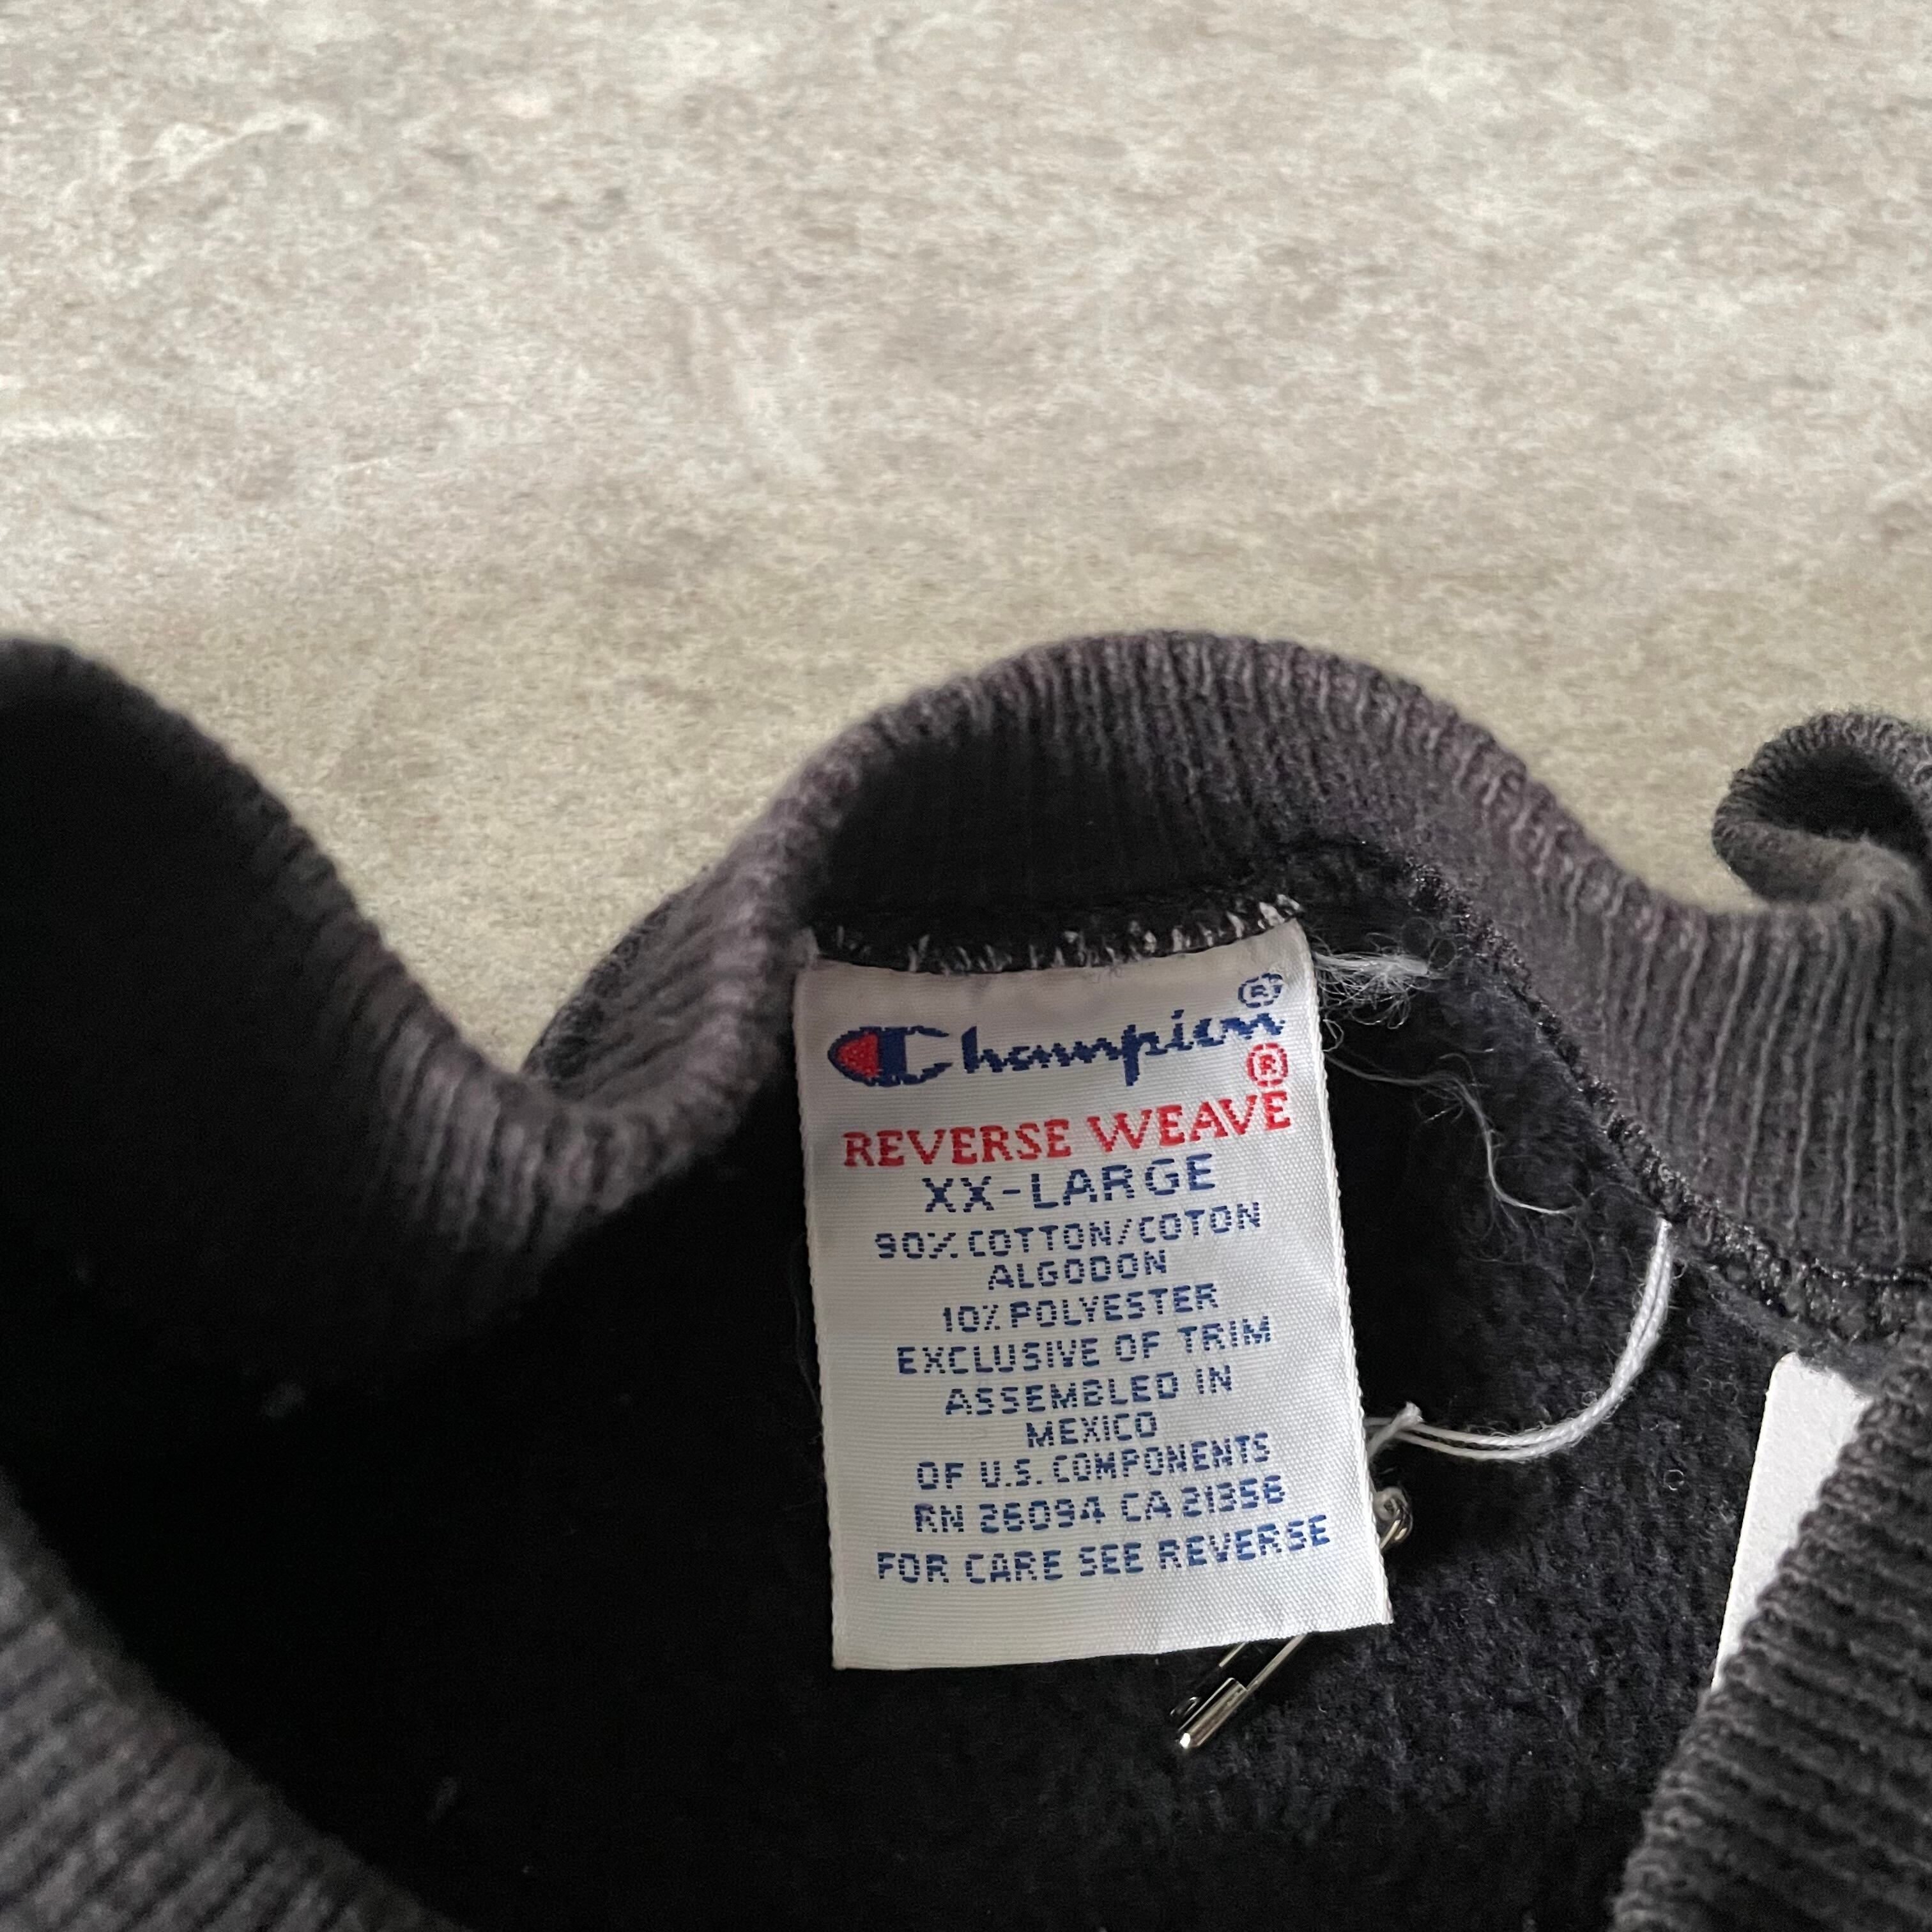 Champion®
REVERSE WEAVE®
XX-LARGE
90% COTTON/COTON
ALGODON
10% POLYESTER
EXCLUSIVE OF TRIM
ASSEMBLED IN
MEXICO
OF U.S. COMPONENTS
RN 26094 CA 21356
FOR CARE SEE REVERSE